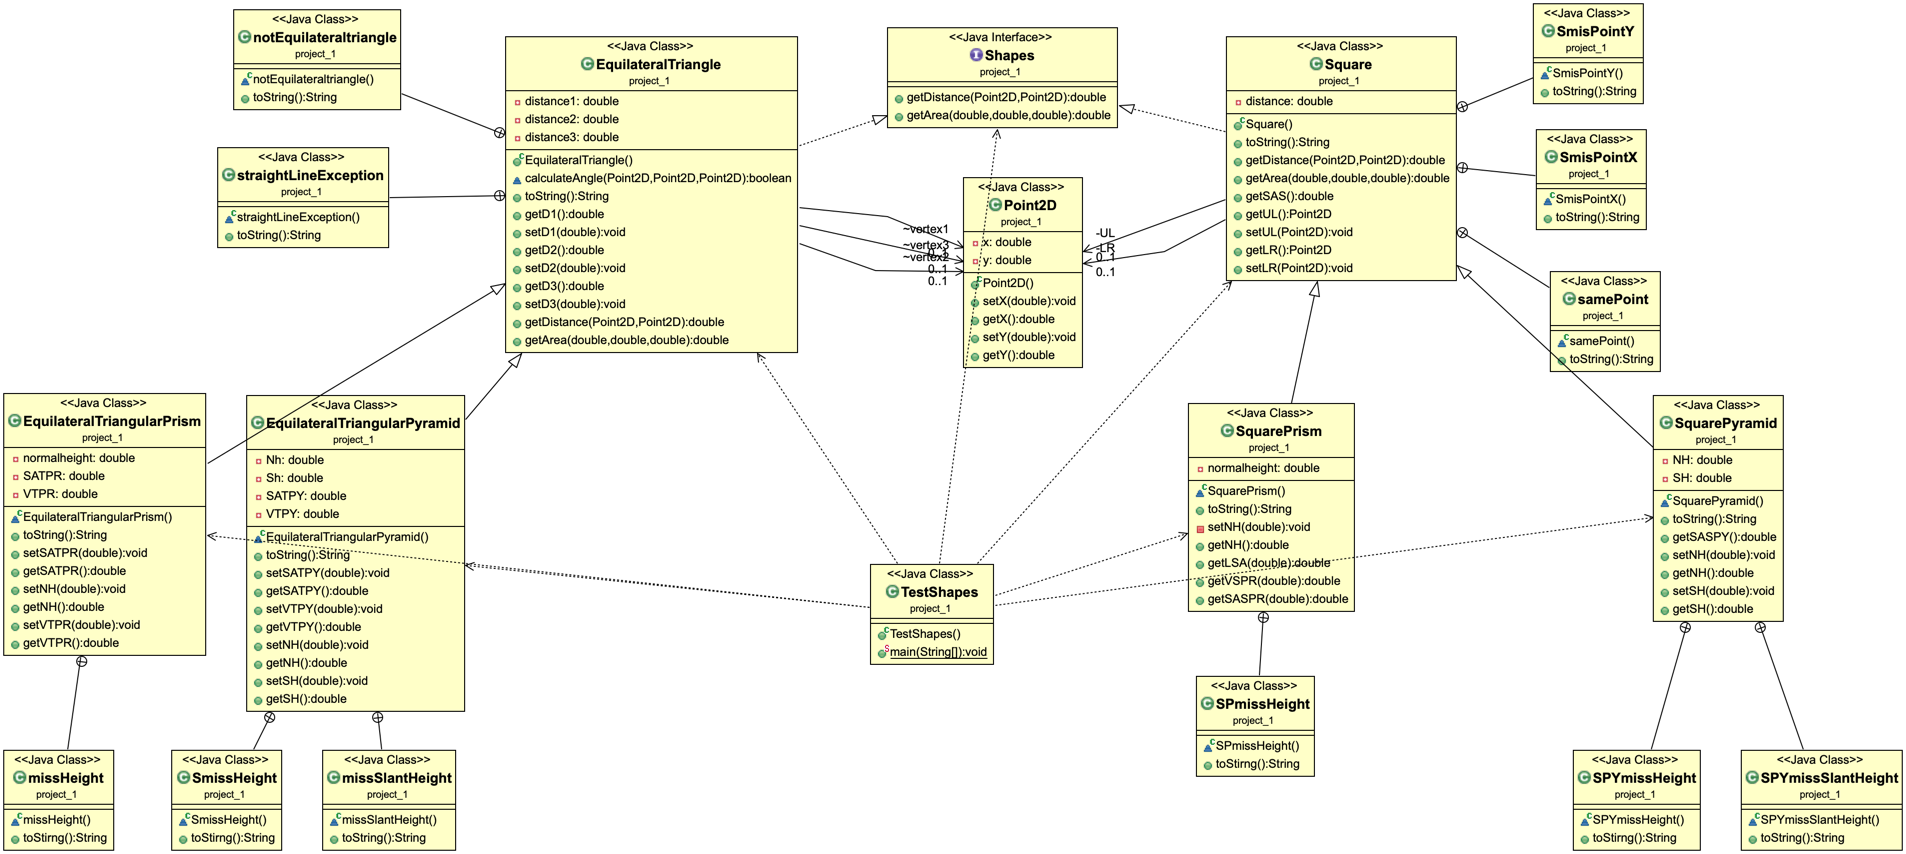 <<Java Class>>
notEquilateraltriangle
project_1
notEquilateraltriangle()
toString():String
<<Java Class>>
straightLineException
project_1
straightLineException()
toString():String
<<Java Class>>
EquilateralTriangle
project_1
distance1: double
distance2: double
distance3: double
EquilateralTriangle()
calculateAngle(Point2D,Point2D,Point2D):boolean
toString():String
getD1():double
setD1(double):void
getD2():double
setD2(double):void
getD3():double
setD3(double):void
getDistance(Point2D,Point2D):double
getArea(double,double,double):double
<<Java Interface>>
Shapes
project_1
getDistance(Point2D,Point2D):double
getArea(double,double,double):double
<<Java Class>>
Point2D
project_1
x: double
y: double
Point2D()
setX(double):void
getX():double
setY(double):void
getY():double
~vertex1
~vertex3
0..1
~vertex2
0..1
0..1
-UL
-LR
0..1
0..1
<<Java Class>>
Square
project_1
distance: double
Square()
toString():String
getDistance(Point2D,Point2D):double
getArea(double,double,double):double
getSAS():double
getUL():Point2D
setUL(Point2D):void
getLR():Point2D
setLR(Point2D):void
<<Java Class>>
SmisPointY
project_1
SmisPointY()
toString():String
<<Java Class>>
SmisPointX
project_1
SmisPointX()
toString():String
<<Java Class>>
samePoint
project_1
samePoint()
toString():String
<<Java Class>>
EquilateralTriangularPrism
project_1
normalheight: double
SATPR: double
VTPR: double
EquilateralTriangularPrism()
toString():String
setSATPR(double):void
getSATPR():double
setNH(double):void
getNH():double
setVTPR(double):void
getVTPR():double
<<Java Class>>
EquilateralTriangularPyramid
project_1
Nh: double
Sh: double
SATPY: double
VTPY: double
EquilateralTriangularPyramid()
toString():String
setSATPY(double):void
getSATPY():double
setVTPY(double):void
getVTPY():double
setNH(double):void
getNH():double
setSH(double):void
getSH():double
<<Java Class>>
TestShapes
project_1
TestShapes()
main(String[]):void
<<Java Class>>
SquarePrism
project_1
normalheight: double
SquarePrism()
toString():String
setNH(double):void
getNH():double
getLSA(double):double
getVSPR(double):double
getSASPR(double):double
<<Java Class>>
SquarePyramid
project_1
NH: double
SH: double
SquarePyramid()
toString():String
getSASPY():double
setNH(double):void
getNH():double
setSH(double):void
getSH():double
<<Java Class>>
missHeight
project_1
missHeight()
toStirng():String
<<Java Class>>
SmissHeight
project_1
SmissHeight()
toStirng():String
<<Java Class>>
missSlantHeight
project_1
missSlantHeight()
toString():String
<<Java Class>>
SPmissHeight
project_1
SPmissHeight()
toStirng():String
<<Java Class>>
SPYmissHeight
project_1
SPYmissHeight()
toStirng():String
<<Java Class>>
SPYmissSlantHeight
project_1
SPYmissSlantHeight()
toString():String